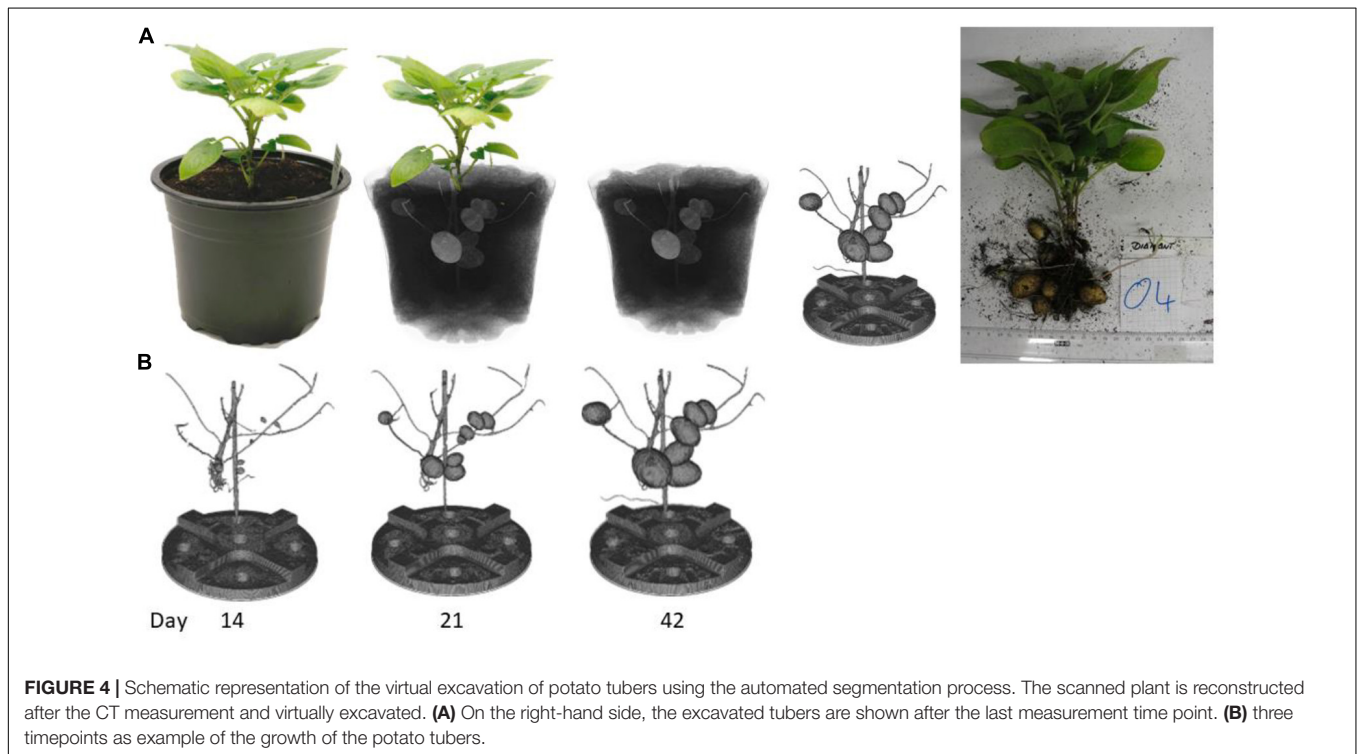 A
DIAMANT
04
B
Day 14 21 42
FIGURE 4 | Schematic representation of the virtual excavation of potato tubers using the automated segmentation process. The scanned plant is reconstructed
after the CT measurement and virtually excavated. (A) On the right-hand side, the excavated tubers are shown after the last measurement time point. (B) three
timepoints as example of the growth of the potato tubers.